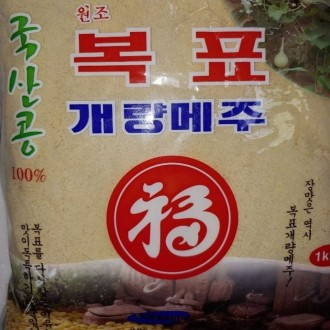 원조
복표
개량메주
국산콩
100%
福
장맛은 역시
복표개량메주!